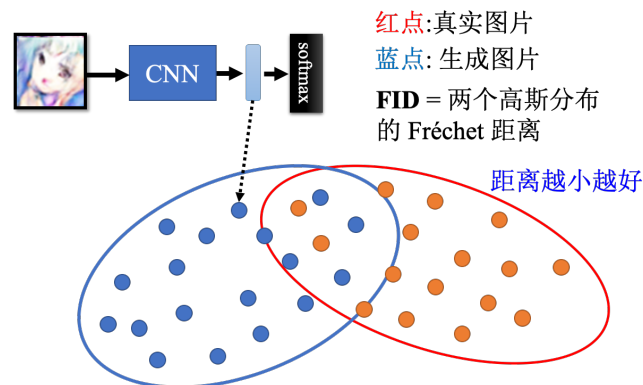 CNN
softmax
红点:真实图片
蓝点: 生成图片
FID = 两个高斯分布
的 Fréchet 距离
距离越小越好